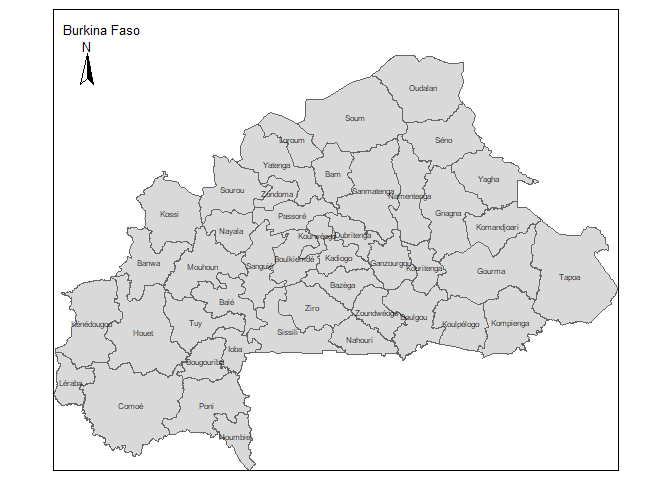 Burkina Faso
N
Oudalan
Soum
Loroum
Séno
Yatenga
Bam
Yagha
Sourou
Zondoma
Sanmatenga
Namentenga
Kossi
Passoré
Gnagna
Komandjoari
Nayala
Kourwéogo
Dubritenga
Banwa
Mouhoun
Sanguié
Boulkiemdé
Kadiogo
Ganzourgou
Kouritenga
Gourma
Tapoa
Bazèga
Balé
Ziro
Zoundwéogo
Boulgou
Kénédougou
Houet
Tuy
Sissili
Nahouri
Koulpélogo
Kompienga
Ioba
Bougouriba
Léraba
Comoé
Poni
Noumbiel